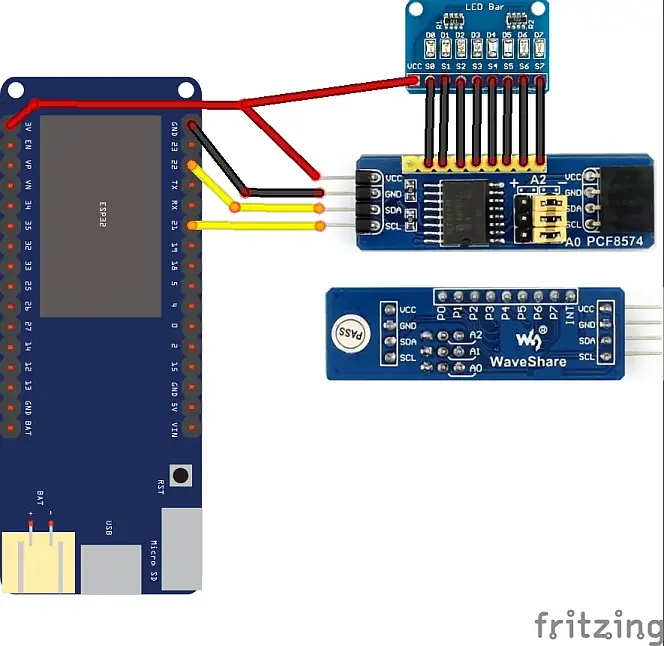 LED Bar
R1
R2
D0 D1 D2 D3 D4 D5 D6 D7
VCC S0 S1 S2 S3 S4 S5 S6 S7
3V
EN
VP
VN
34
35
32
33
25
26
27
14
12
13
GND
BAT
ESP32
GND
23
22
TX
RX
21
19
18
5
4
0
2
15
GND
5V
VIN
RST
BAT
+ -
USB
Micro SD
VCC
GND
SDA
SCL
+ A2 -
VCC
GND
SDA
SCL
A0 PCF8574
PASS
VCC
GND
SDA
SCL
P0 P1 P2 P3 P4 P5 P6 P7 INT
A2
A1
A0
WaveShare
®
VCC
GND
SDA
SCL
fritzing